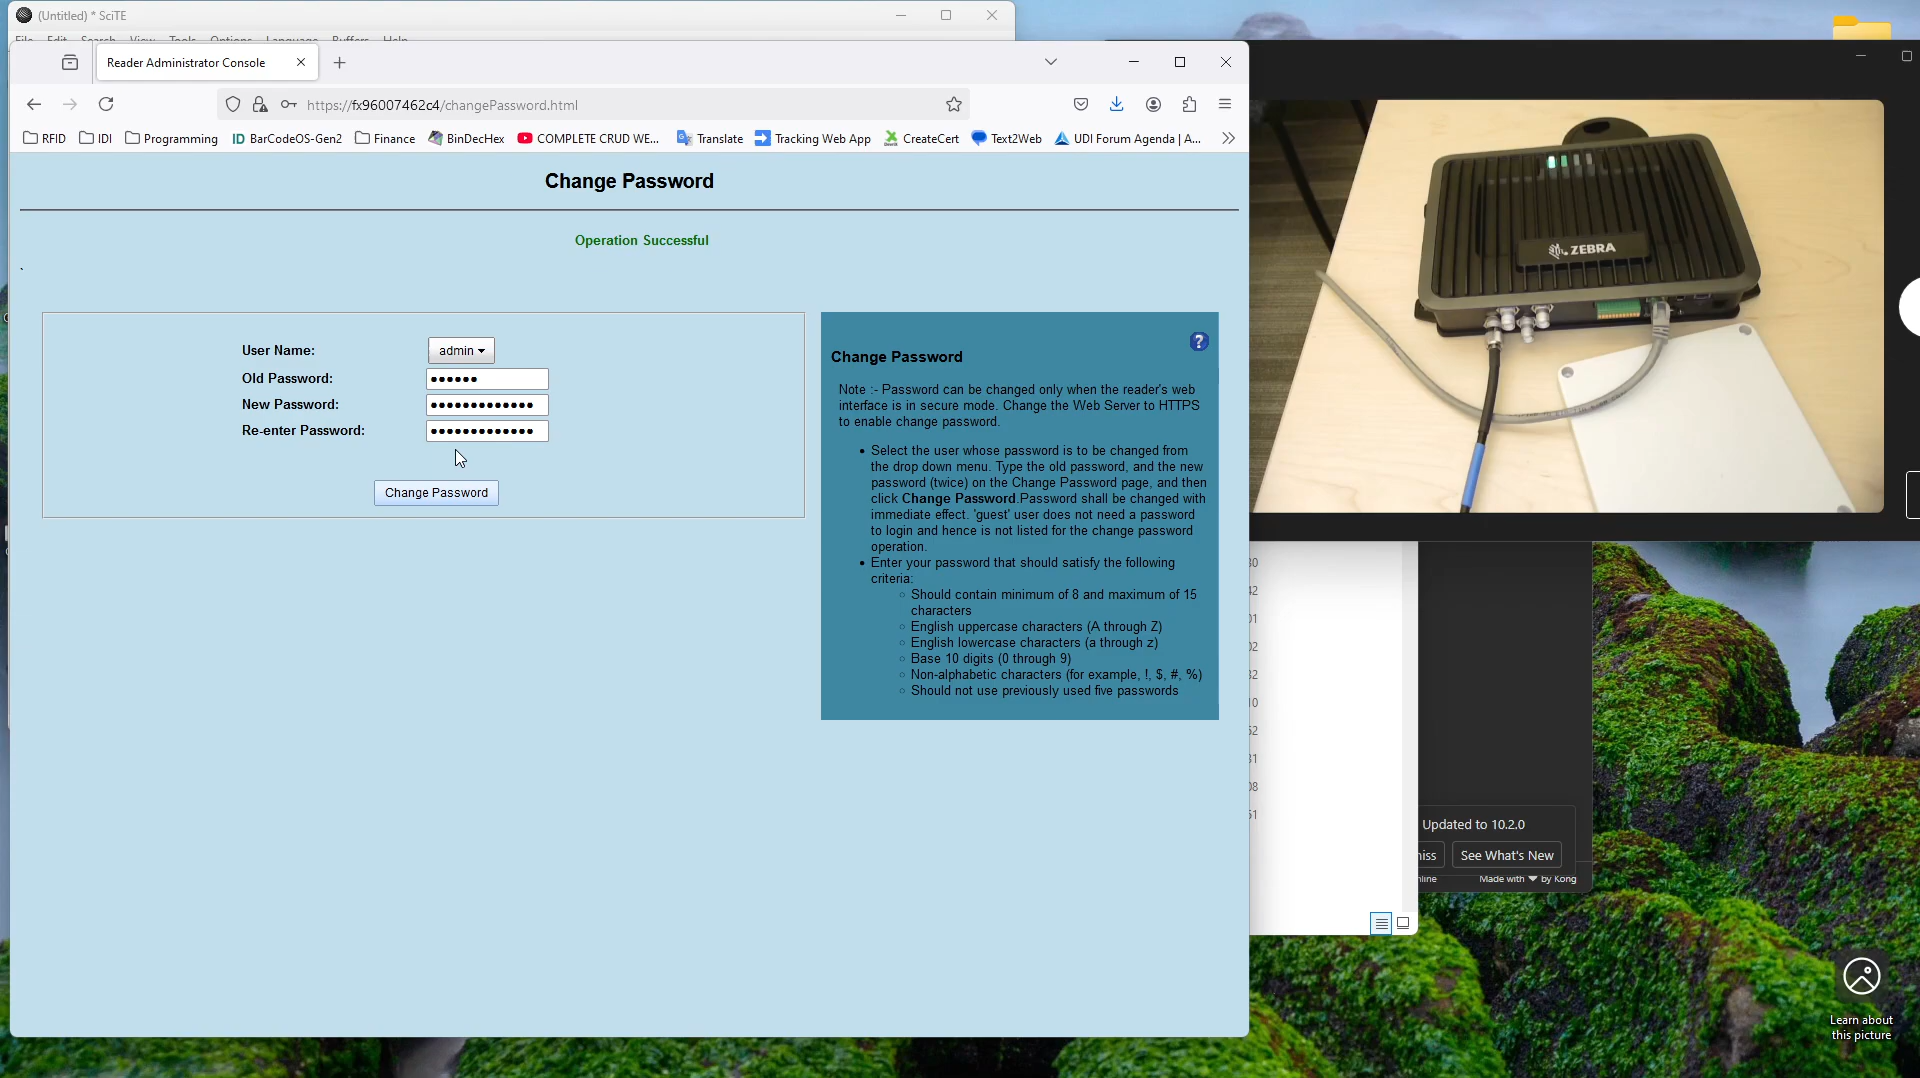 (Untitled) * SciTE
File Edit Search View Tools Options Language Buffers Help
Reader Administrator Console
https://fx96007462c4/changePassword.html
RFID IDI Programming ID BarCodeOS-Gen2 Finance BinDecHex COMPLETE CRUD WE... Translate Tracking Web App CreateCert Text2Web UDI Forum Agenda | A...
Change Password
Operation Successful
User Name: admin
Old Password: ••••••
New Password: •••••••••••••
Re-enter Password: •••••••••••••
Change Password
?
Change Password
Note :- Password can be changed only when the reader's web
interface is in secure mode. Change the Web Server to HTTPS
to enable change password.
• Select the user whose password is to be changed from
the drop down menu. Type the old password, and the new
password (twice) on the Change Password page, and then
click Change Password.Password shall be changed with
immediate effect. 'guest' user does not need a password
to login and hence is not listed for the change password
operation.
• Enter your password that should satisfy the following
criteria:
◦ Should contain minimum of 8 and maximum of 15
characters
◦ English uppercase characters (A through Z)
◦ English lowercase characters (a through z)
◦ Base 10 digits (0 through 9)
◦ Non-alphabetic characters (for example, !, $, #, %)
◦ Should not use previously used five passwords
ZEBRA
Updated to 10.2.0
See What's New
Made with ❤ by Kong
Learn about
this picture